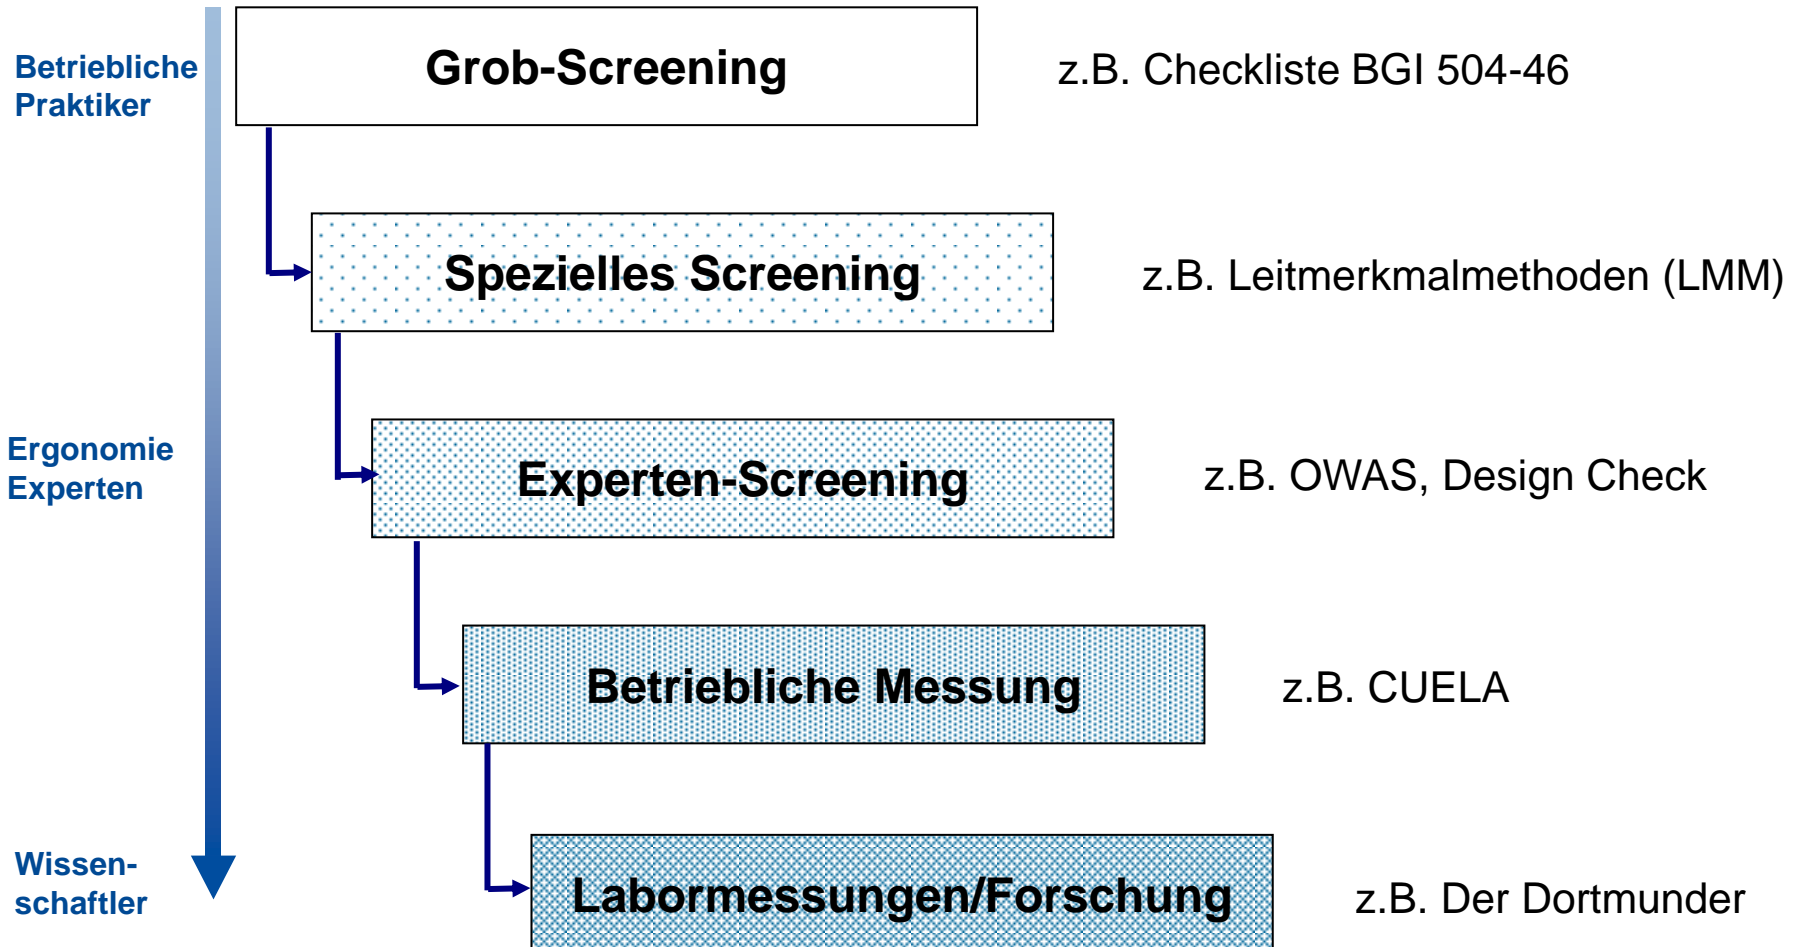 Betriebliche
Praktiker
Grob-Screening
z.B. Checkliste BGI 504-46
Spezielles Screening
z.B. Leitmerkmalmethoden (LMM)
Ergonomie
Experten
Experten-Screening
z.B. OWAS, Design Check
Betriebliche Messung
z.B. CUELA
Wissen-
schaftler
Labormessungen/Forschung
z.B. Der Dortmunder